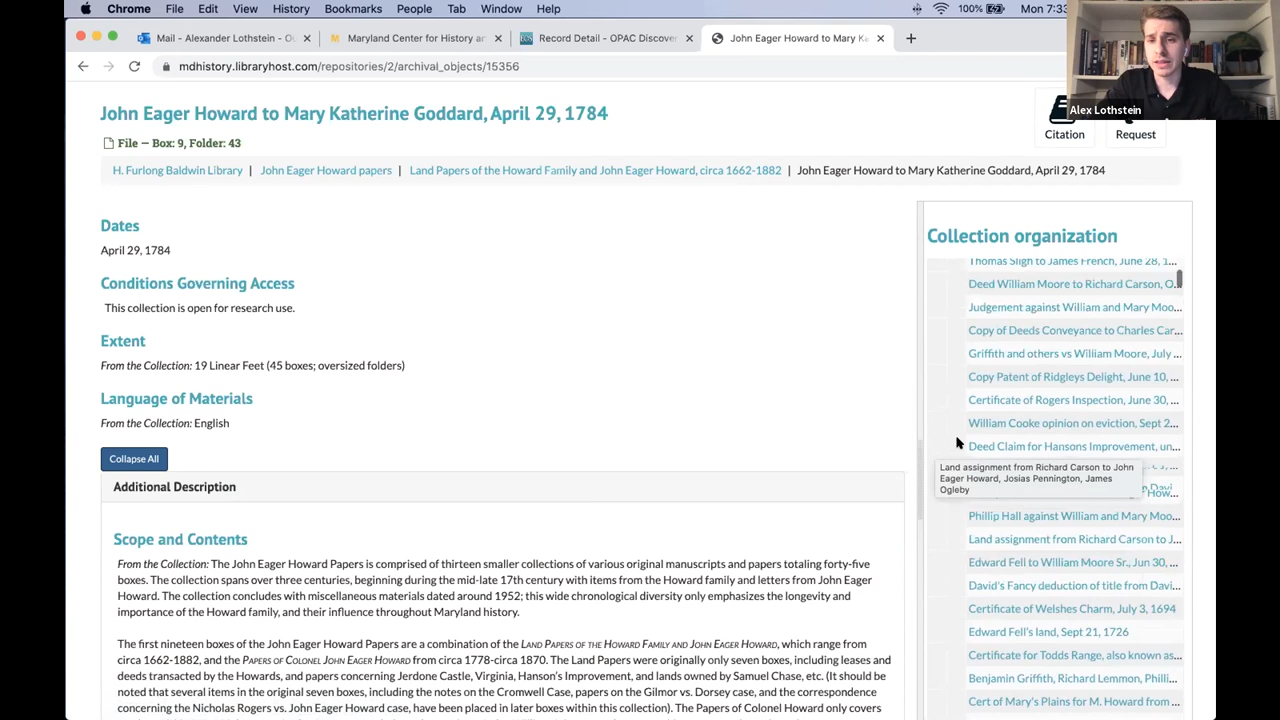 Chrome File Edit View History Bookmarks People Tab Window Help 100% Mon 7:33
Mail - Alexander Lothstein - O
Maryland Center for History a
Record Detail - OPAC Discover
John Eager Howard to Mary Ka
mdhistory.libraryhost.com/repositories/2/archival_objects/15356
Alex Lothstein
John Eager Howard to Mary Katherine Goddard, April 29, 1784
File — Box: 9, Folder: 43
Citation
Request
H. Furlong Baldwin Library | John Eager Howard papers | Land Papers of the Howard Family and John Eager Howard, circa 1662-1882 | John Eager Howard to Mary Katherine Goddard, April 29, 1784
Dates
April 29, 1784
Conditions Governing Access
This collection is open for research use.
Extent
From the Collection: 19 Linear Feet (45 boxes; oversized folders)
Language of Materials
From the Collection: English
Collapse All
Additional Description
Scope and Contents
From the Collection: The John Eager Howard Papers is comprised of thirteen smaller collections of various original manuscripts and papers totaling forty-five
boxes. The collection spans over three centuries, beginning during the mid-late 17th century with items from the Howard family and letters from John Eager
Howard. The collection concludes with miscellaneous materials dated around 1952; this wide chronological diversity only emphasizes the longevity and
importance of the Howard family, and their influence throughout Maryland history.
The first nineteen boxes of the John Eager Howard Papers are a combination of the Land Papers of the Howard Family and John Eager Howard, which range from
circa 1662-1882, and the Papers of Colonel John Eager Howard from circa 1778-circa 1870. The Land Papers were originally only seven boxes, including leases and
deeds transacted by the Howards, and papers concerning Jerdone Castle, Virginia, Hanson's Improvement, and lands owned by Samuel Chase, etc. (It should be
noted that several items in the original seven boxes, including the notes on the Cromwell Case, papers on the Gilmor vs. Dorsey case, and the correspondence
concerning the Nicholas Rogers vs. John Eager Howard case, have been placed in later boxes within this collection). The Papers of Colonel Howard only covers
Collection organization
Thomas Sligh to James French, June 28, 1...
Deed William Moore to Richard Carson, O...
Judgement against William and Mary Moo...
Copy of Deeds Conveyance to Charles Car...
Griffith and others vs William Moore, July ...
Copy Patent of Ridgleys Delight, June 10, ...
Certificate of Rogers Inspection, June 30, ...
William Cooke opinion on eviction, Sept 2...
Deed Claim for Hansons Improvement, un...
Land assignment from Richard Carson to John
Eager Howard, Josias Pennington, James
Ogleby
Phillip Hall against William and Mary Moo...
Land assignment from Richard Carson to J...
Edward Fell to William Moore Sr., Jun 30, ...
David's Fancy deduction of title from Davi...
Certificate of Welshes Charm, July 3, 1694
Edward Fell's land, Sept 21, 1726
Certificate for Todds Range, also known as...
Benjamin Griffith, Richard Lemmon, Philli...
Cert of Mary's Plains for M. Howard from ...